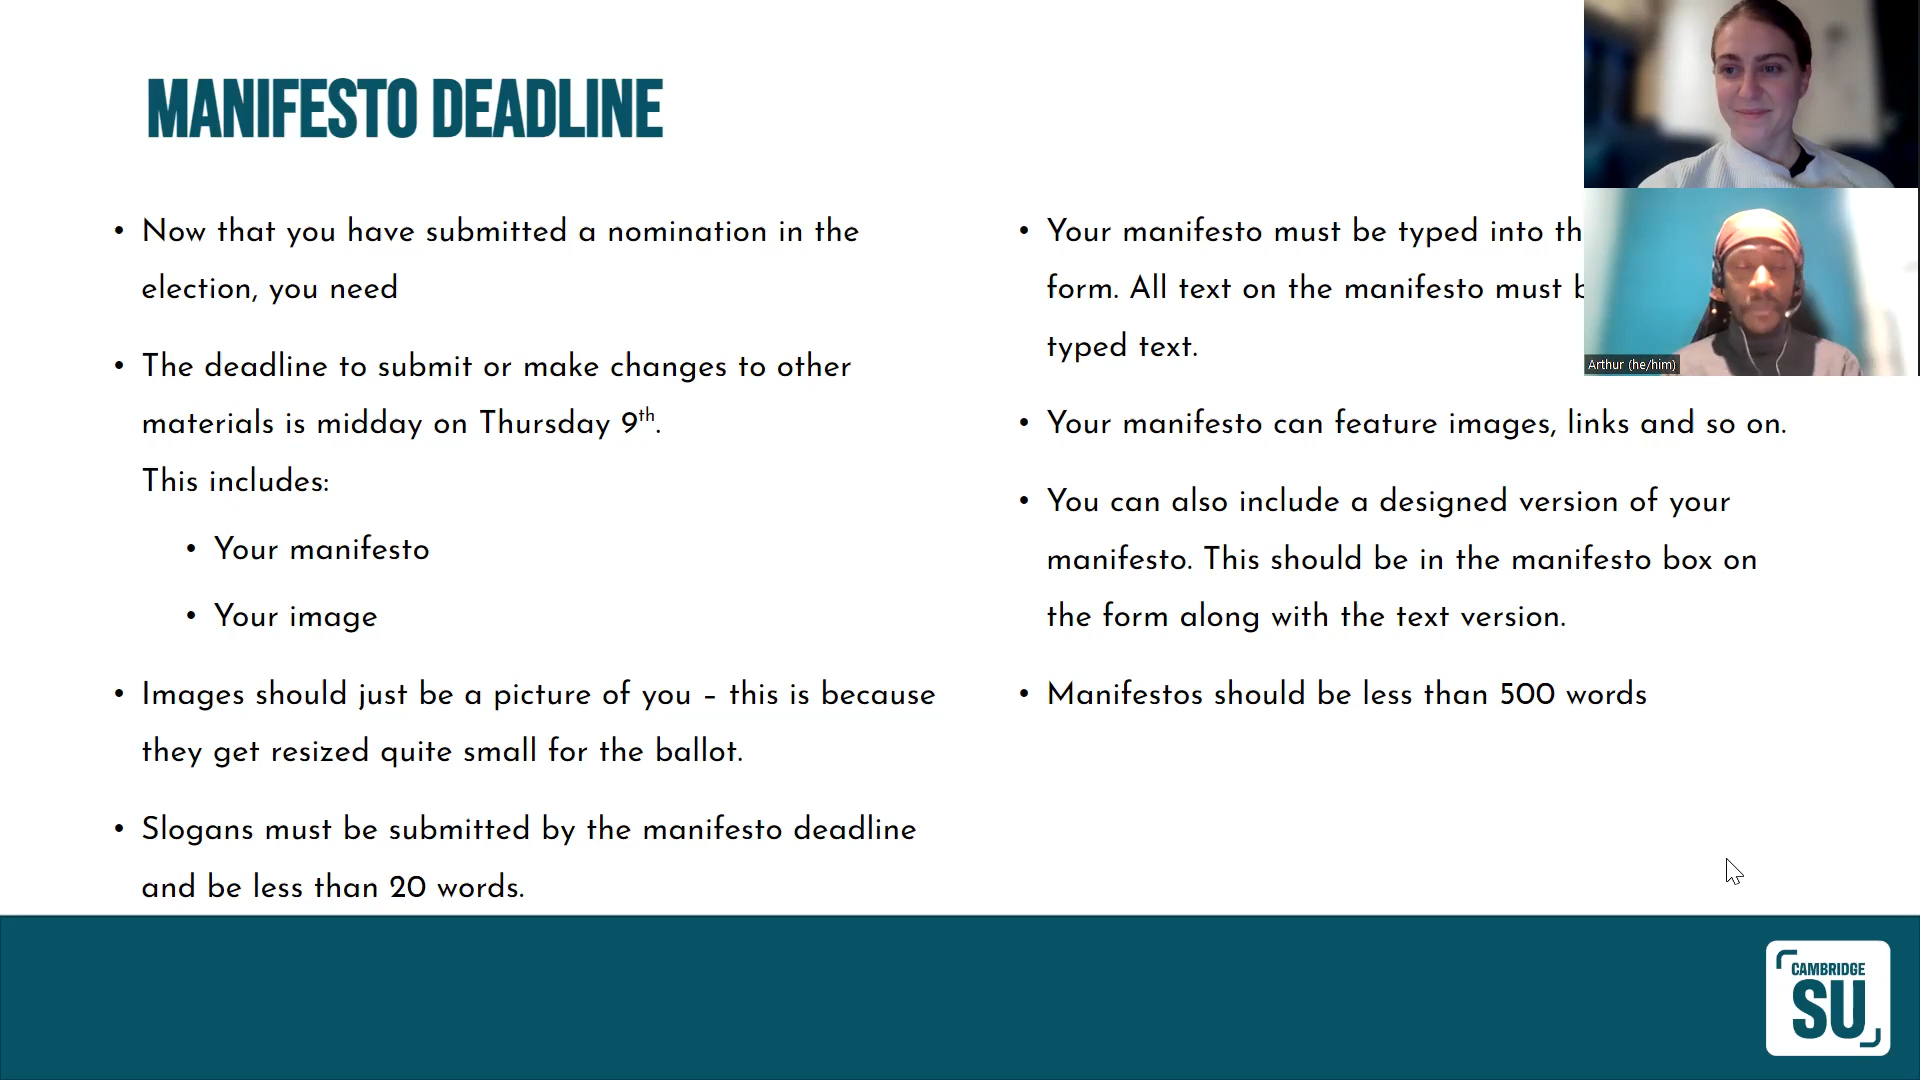 MANIFESTO DEADLINE
• Now that you have submitted a nomination in the
election, you need
• The deadline to submit or make changes to other
materials is midday on Thursday 9th.
This includes:
• Your manifesto
• Your image
• Images should just be a picture of you – this is because
they get resized quite small for the ballot.
• Slogans must be submitted by the manifesto deadline
and be less than 20 words.
• Your manifesto must be typed into
form. All text on the manifesto must
typed text.
• Your manifesto can feature images, links and so on.
• You can also include a designed version of your
manifesto. This should be in the manifesto box on
the form along with the text version.
• Manifestos should be less than 500 words
Arthur (he/him)
CAMBRIDGE
SU